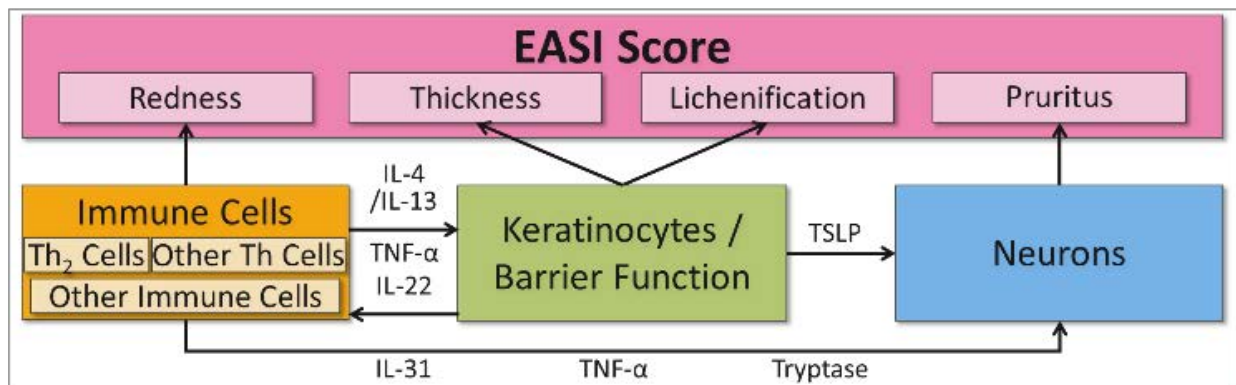 EASI Score
Redness
Thickness
Lichenification
Pruritus
Immune Cells
Th₂ Cells
Other Th Cells
Other Immune Cells
IL-4
/IL-13
TNF-α
IL-22
Keratinocytes /
Barrier Function
TSLP
Neurons
IL-31
TNF-α
Tryptase